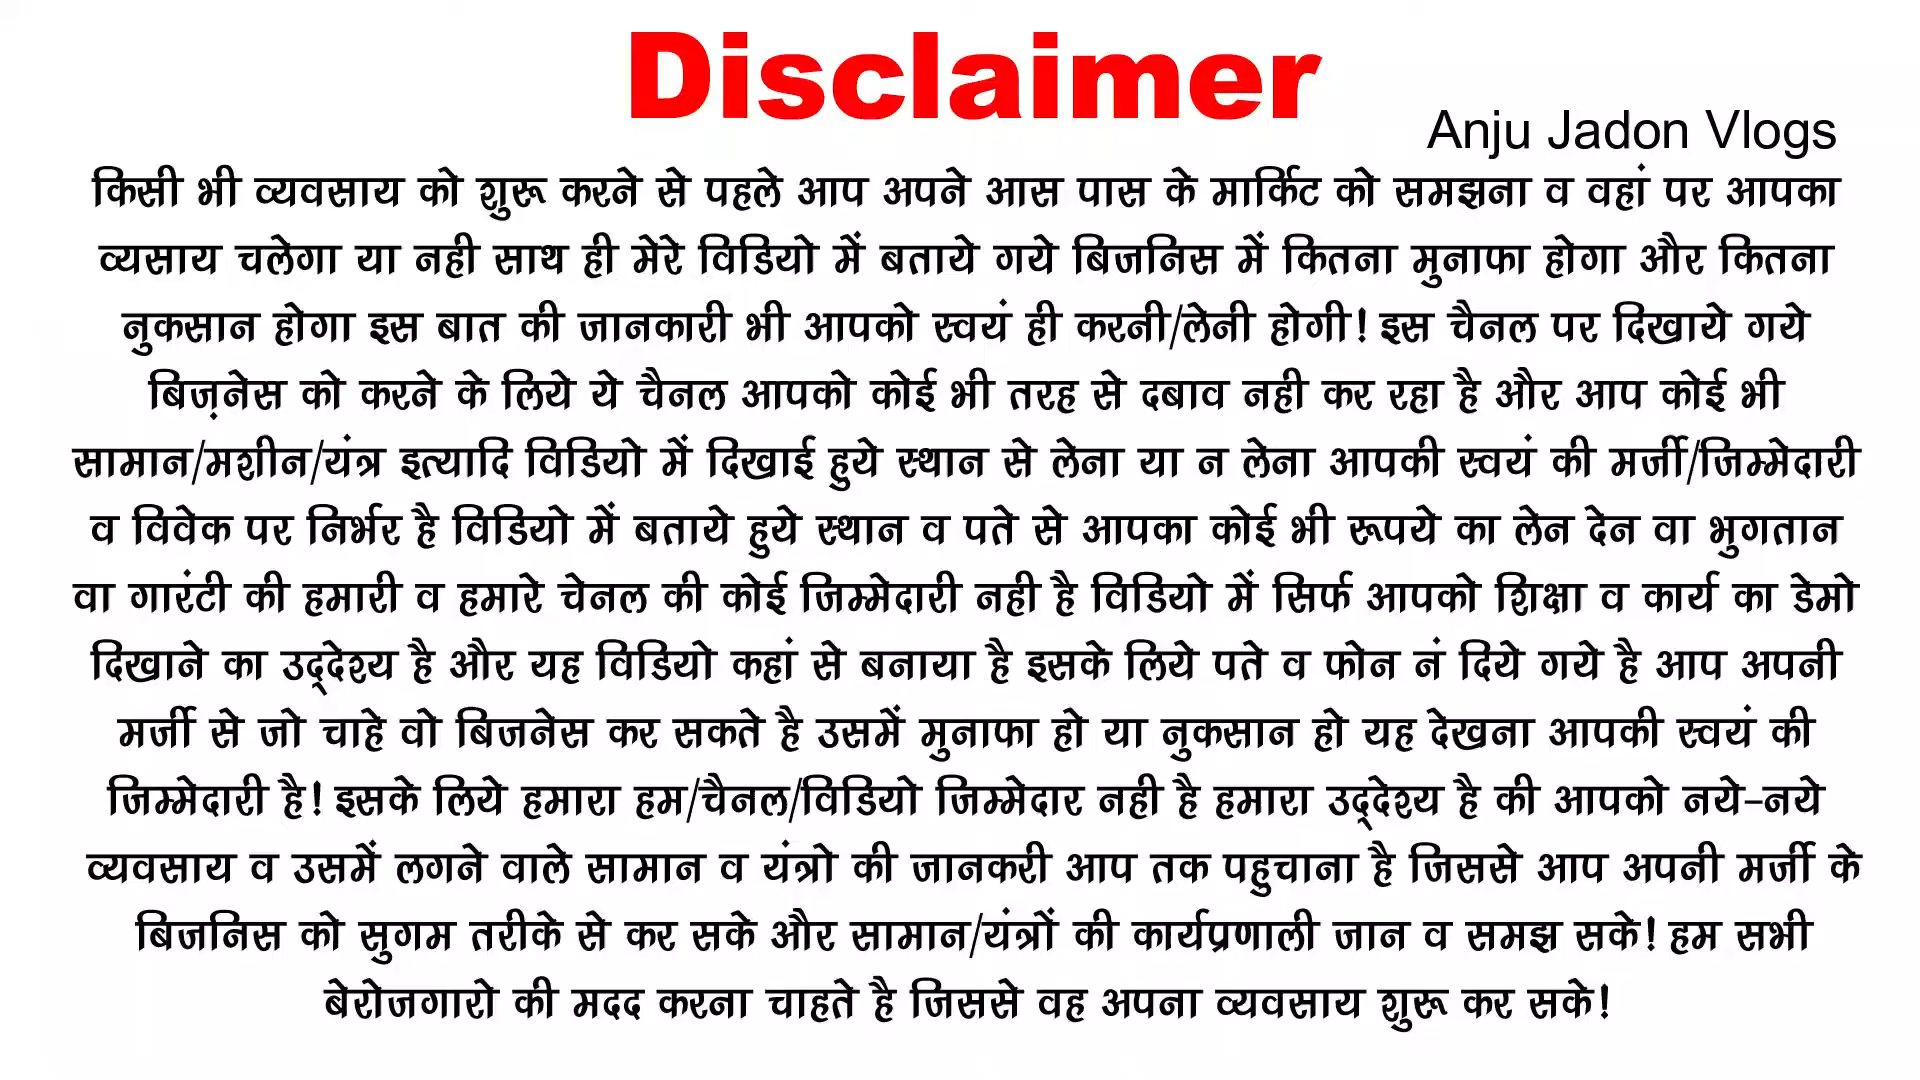 Disclaimer
Anju Jadon Vlogs
किसी भी व्यवसाय को शुरू करने से पहले आप अपने आस पास के मार्किट को समझना व वहां पर आपका
व्यसाय चलेगा या नही साथ ही मेरे विडियो में बताये गये बिजनिस में कितना मुनाफा होगा और कितना
नुकसान होगा इस बात की जानकारी भी आपको स्वयं ही करनी/लेनी होगी! इस चैनल पर दिखाये गये
बिज़नेस को करने के लिये ये चैनल आपको कोई भी तरह से दबाव नही कर रहा है और आप कोई भी
सामान/मशीन/यंत्र इत्यादि विडियो में दिखाई हुये स्थान से लेना या न लेना आपकी स्वयं की मर्जी/जिम्मेदारी
व विवेक पर निर्भर है विडियो में बताये हुये स्थान व पते से आपका कोई भी रूपये का लेन देन वा भुगतान
वा गारंटी की हमारी व हमारे चेनल की कोई जिम्मेदारी नही है विडियो में सिर्फ आपको शिक्षा व कार्य का डेमो
दिखाने का उद्देश्य है और यह विडियो कहां से बनाया है इसके लिये पते व फोन नं दिये गये है आप अपनी
मर्जी से जो चाहे वो बिजनेस कर सकते है उसमें मुनाफा हो या नुकसान हो यह देखना आपकी स्वयं की
जिम्मेदारी है! इसके लिये हमारा हम/चैनल/विडियो जिम्मेदार नही है हमारा उद्देश्य है की आपको नये-नये
व्यवसाय व उसमें लगने वाले सामान व यंत्रो की जानकरी आप तक पहुचाना है जिससे आप अपनी मर्जी के
बिजनिस को सुगम तरीके से कर सके और सामान/यंत्रों की कार्यप्रणाली जान व समझ सके! हम सभी
बेरोजगारो की मदद करना चाहते है जिससे वह अपना व्यवसाय शुरू कर सके!